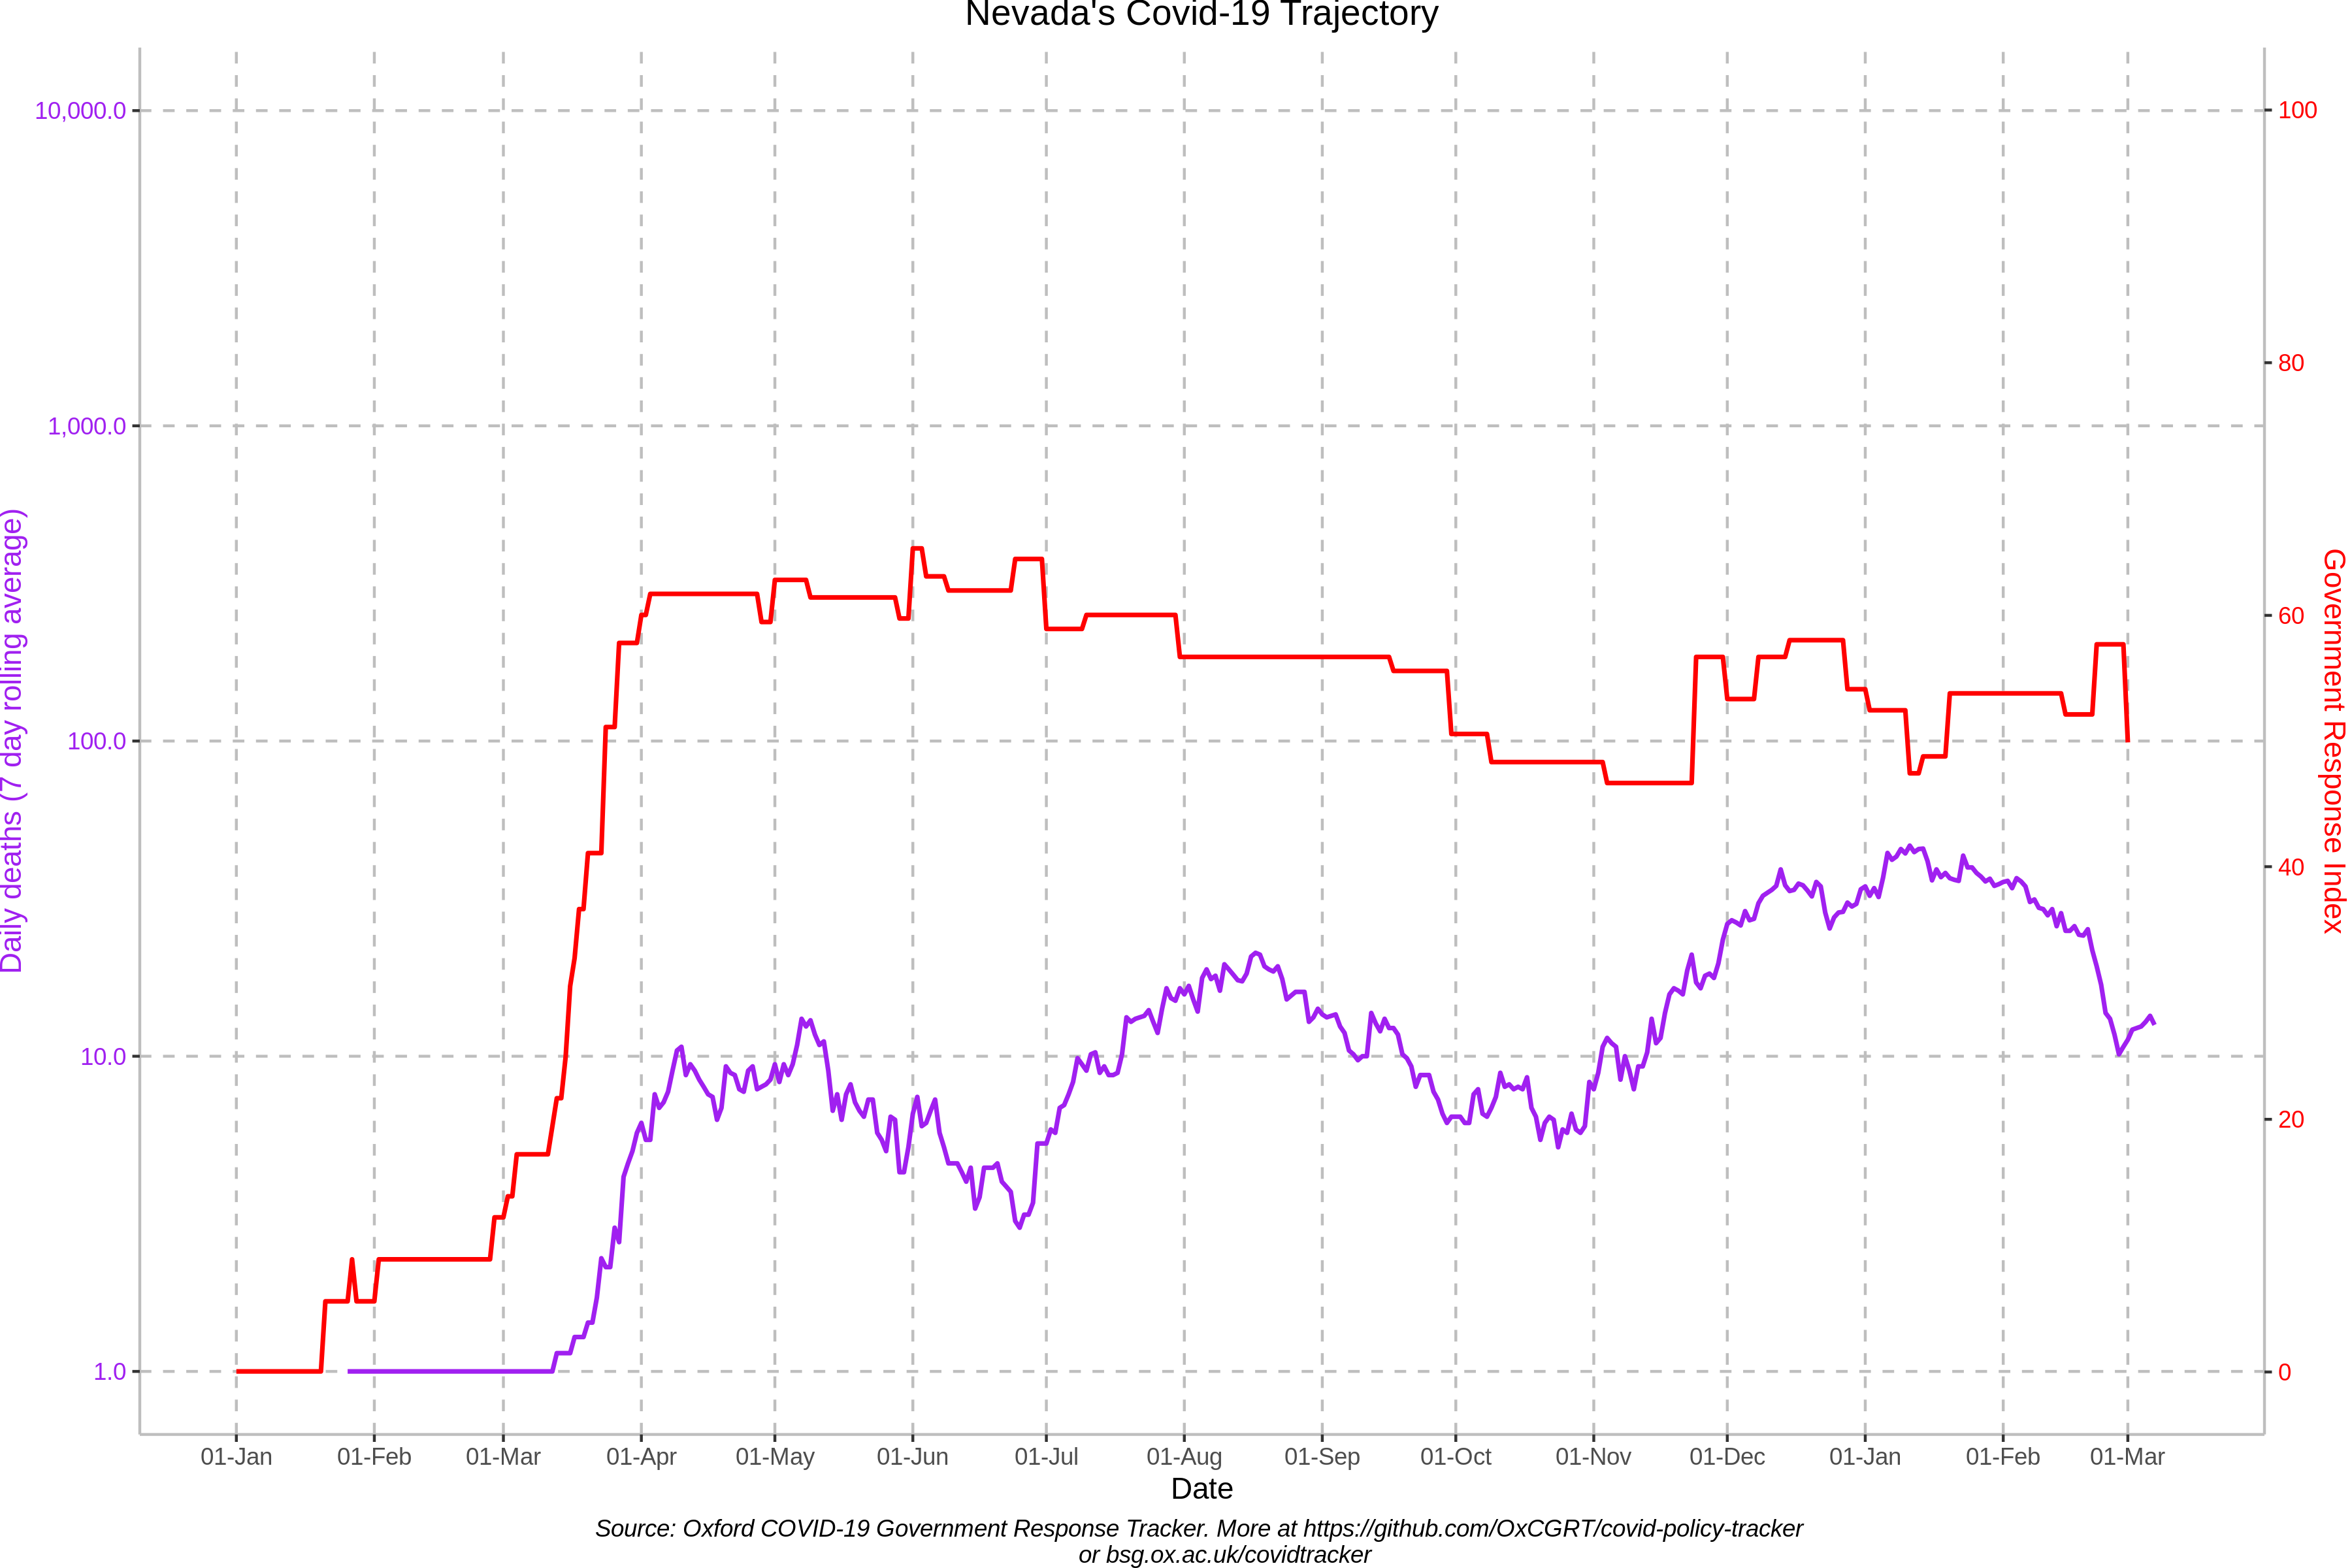 Nevada's Covid-19 Trajectory
10,000.0
1,000.0
100.0
10.0
1.0
Daily deaths (7 day rolling average)
100
80
60
40
20
0
Government Response Index
01-Jan 01-Feb 01-Mar 01-Apr 01-May 01-Jun 01-Jul 01-Aug 01-Sep 01-Oct 01-Nov 01-Dec 01-Jan 01-Feb 01-Mar
Date
Source: Oxford COVID-19 Government Response Tracker. More at https://github.com/OxCGRT/covid-policy-tracker
or bsg.ox.ac.uk/covidtracker